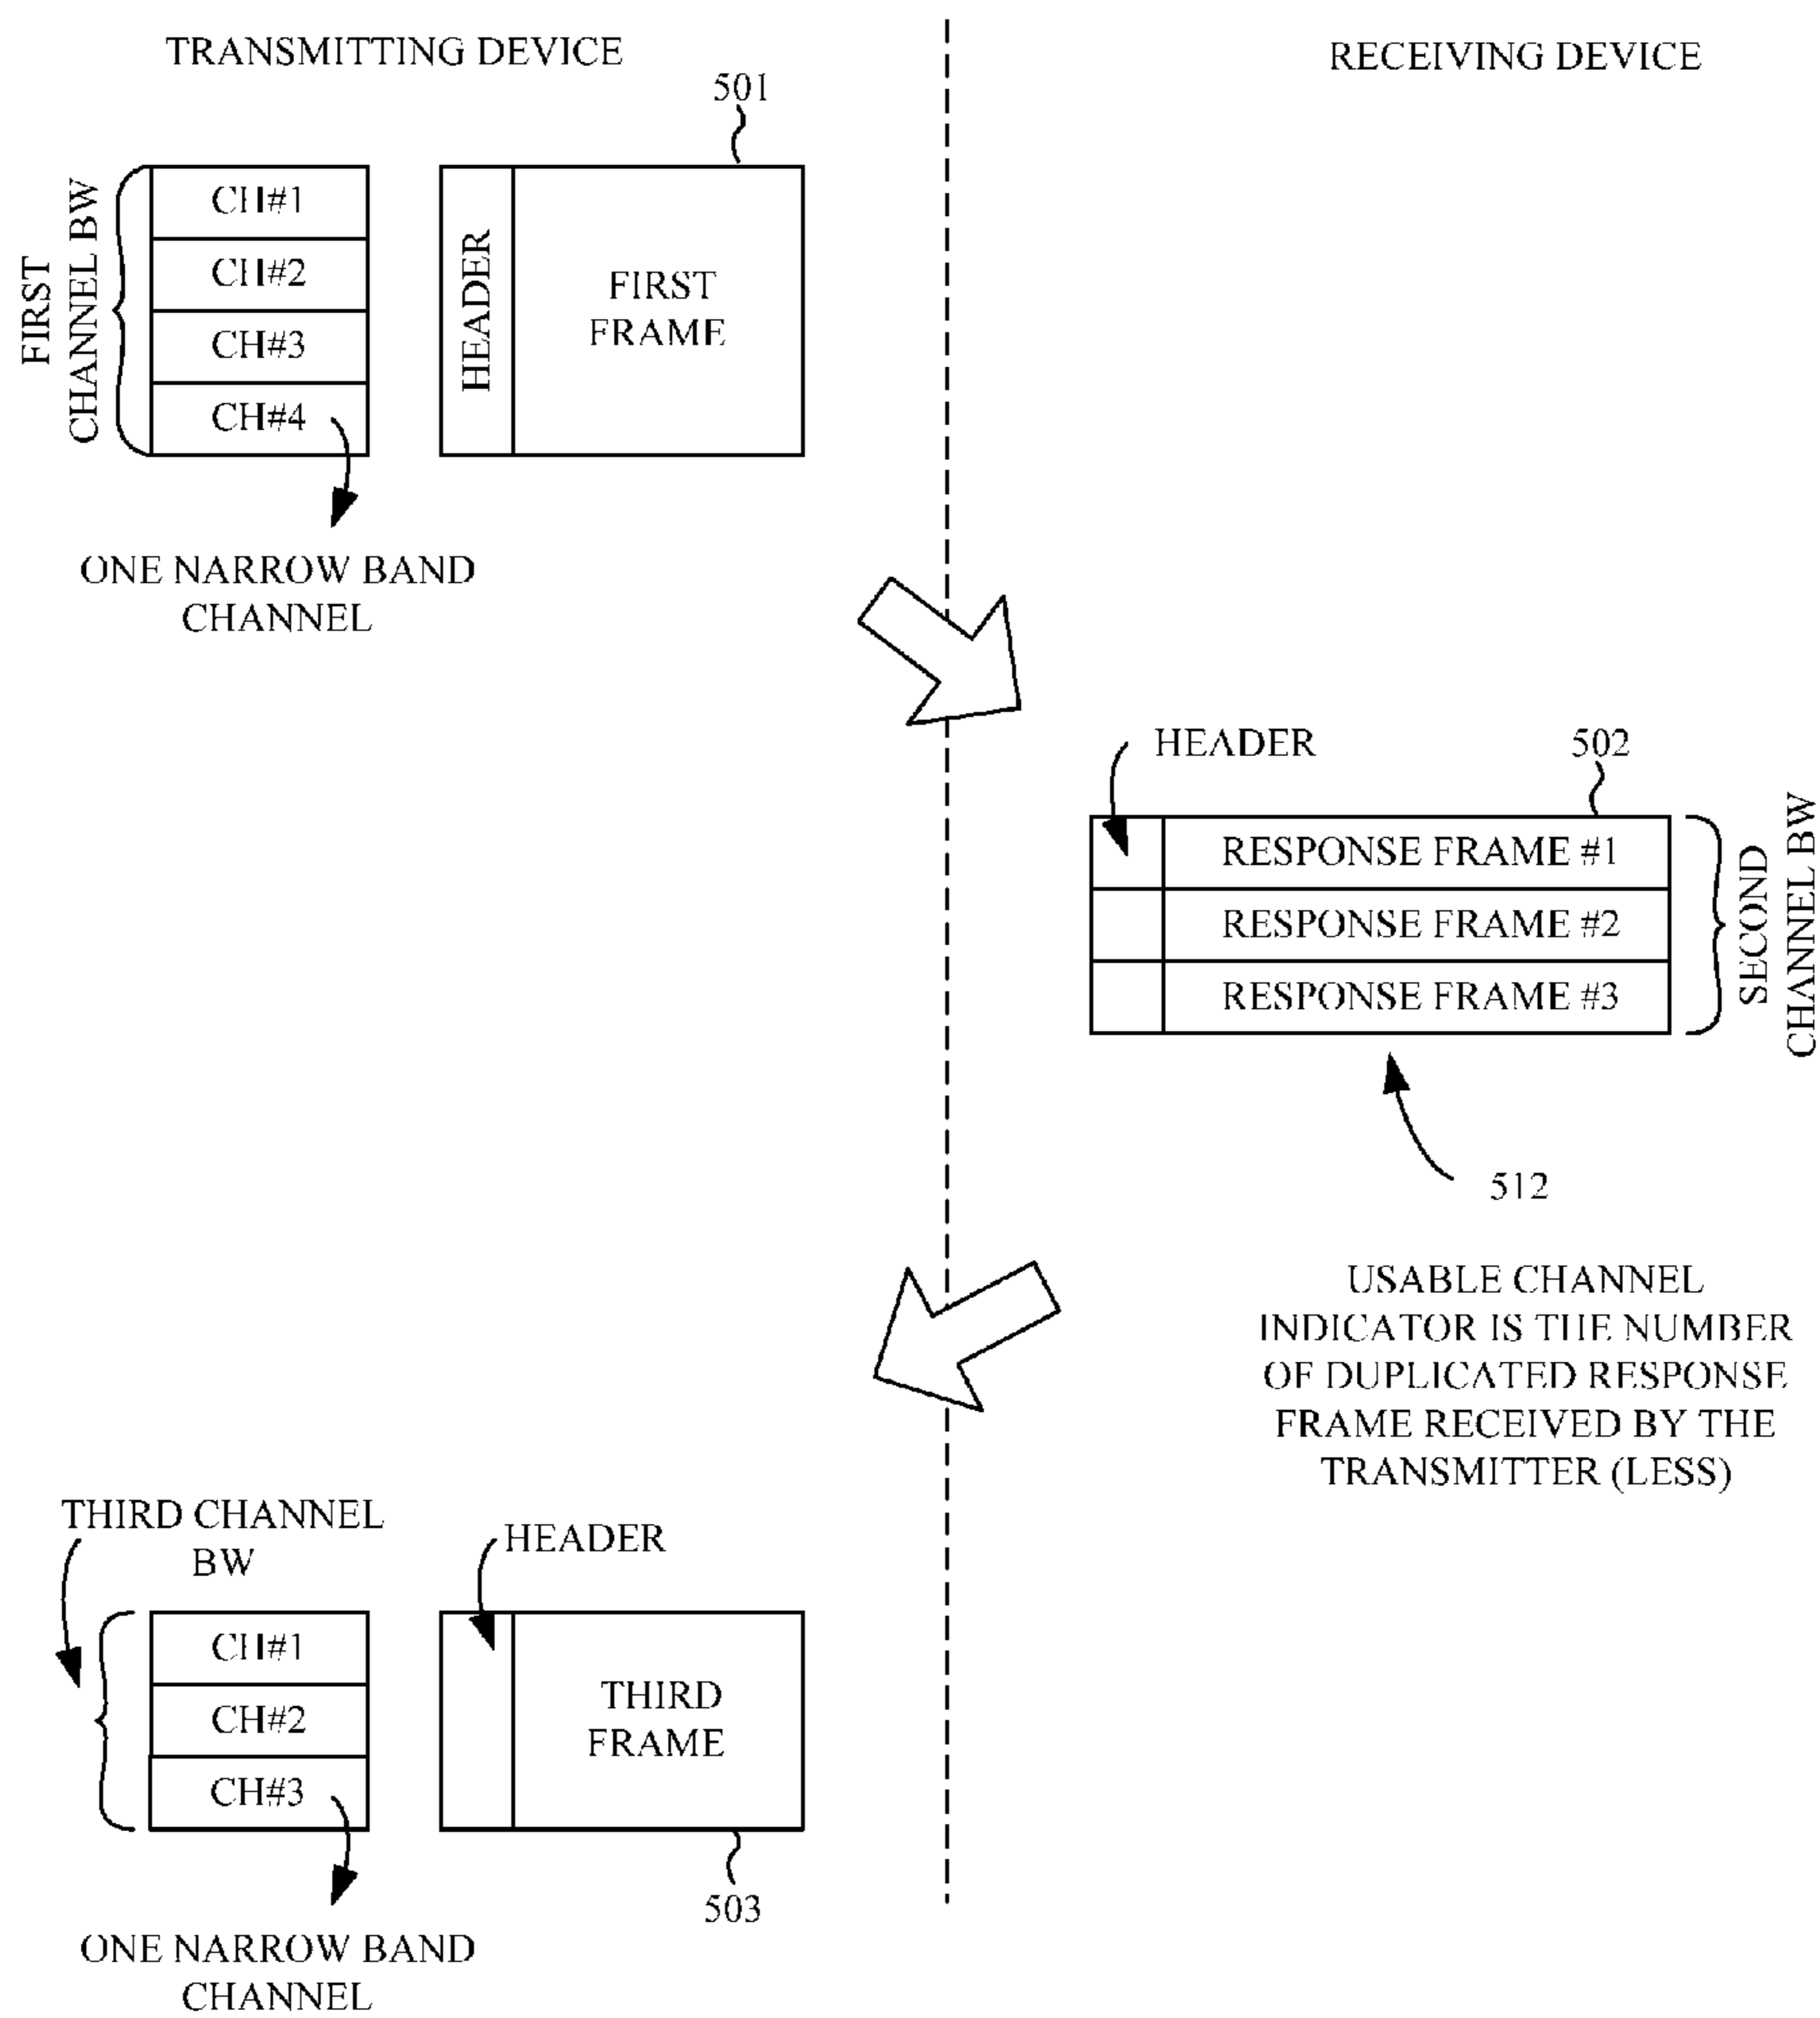 TRANSMITTING DEVICE
RECEIVING DEVICE
501
FIRST
CHANNEL BW
CH#1
CH#2
CH#3
CH#4
HEADER
FIRST
FRAME
ONE NARROW BAND
CHANNEL
HEADER
502
RESPONSE FRAME #1
RESPONSE FRAME #2
RESPONSE FRAME #3
SECOND
CHANNEL BW
512
USABLE CHANNEL
INDICATOR IS THE NUMBER
OF DUPLICATED RESPONSE
FRAME RECEIVED BY THE
TRANSMITTER (LESS)
THIRD CHANNEL
BW
HEADER
CH#1
CH#2
CH#3
THIRD
FRAME
503
ONE NARROW BAND
CHANNEL